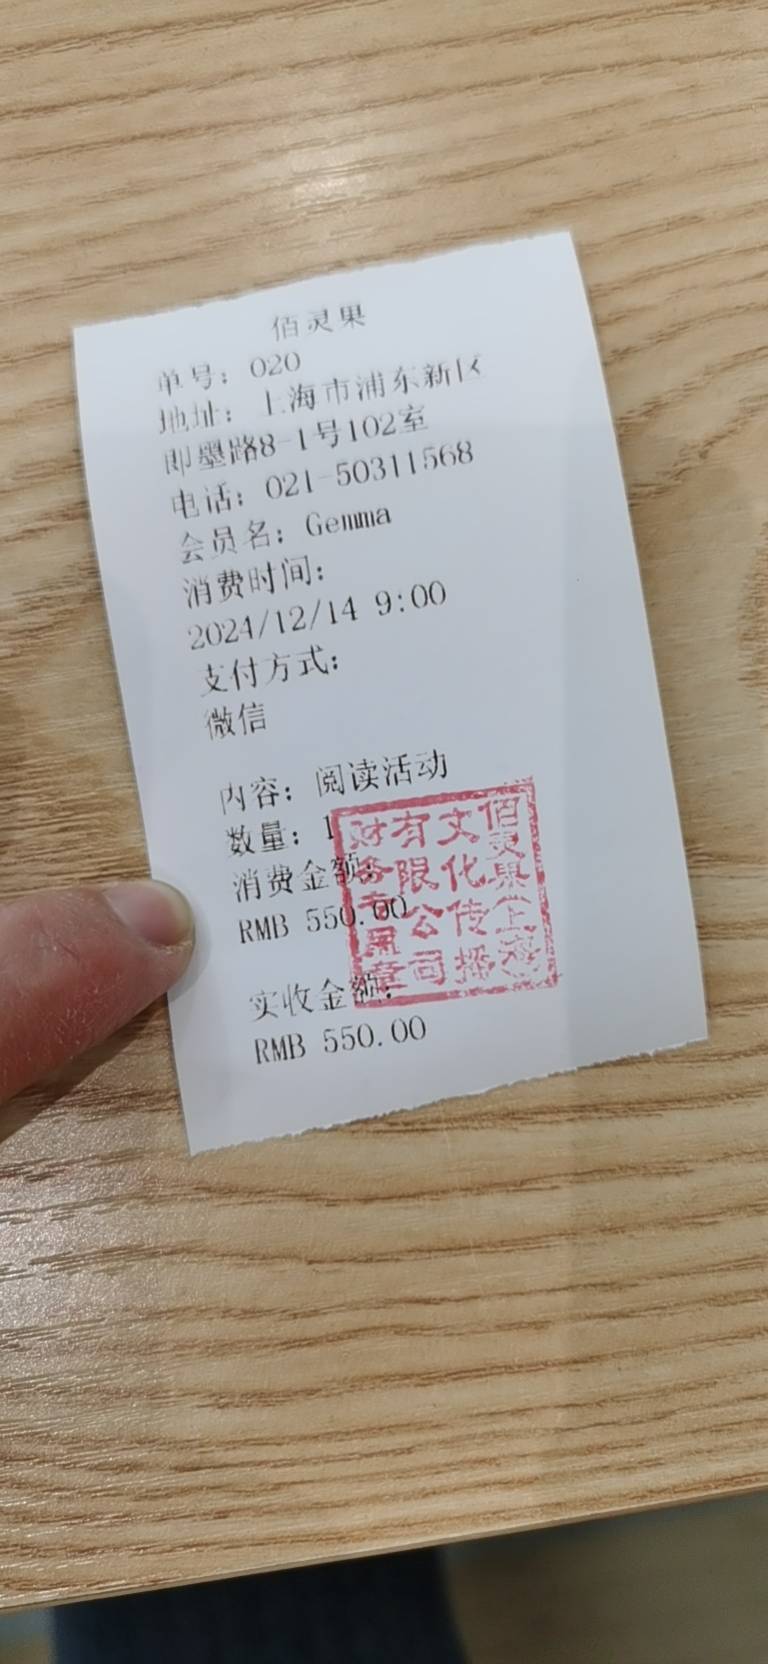 佰灵果
单号：020
地址：上海市浦东新区
即墨路8-1号102室
电话：021-50311568
会员名：Gemma
消费时间：
2024/12/14 9:00
支付方式：
微信
内容：阅读活动
数量：1
消费金额：
RMB 550.00
实收金额：
RMB 550.00
佰灵果（上海）
文化传播
有限公司
财务专用章